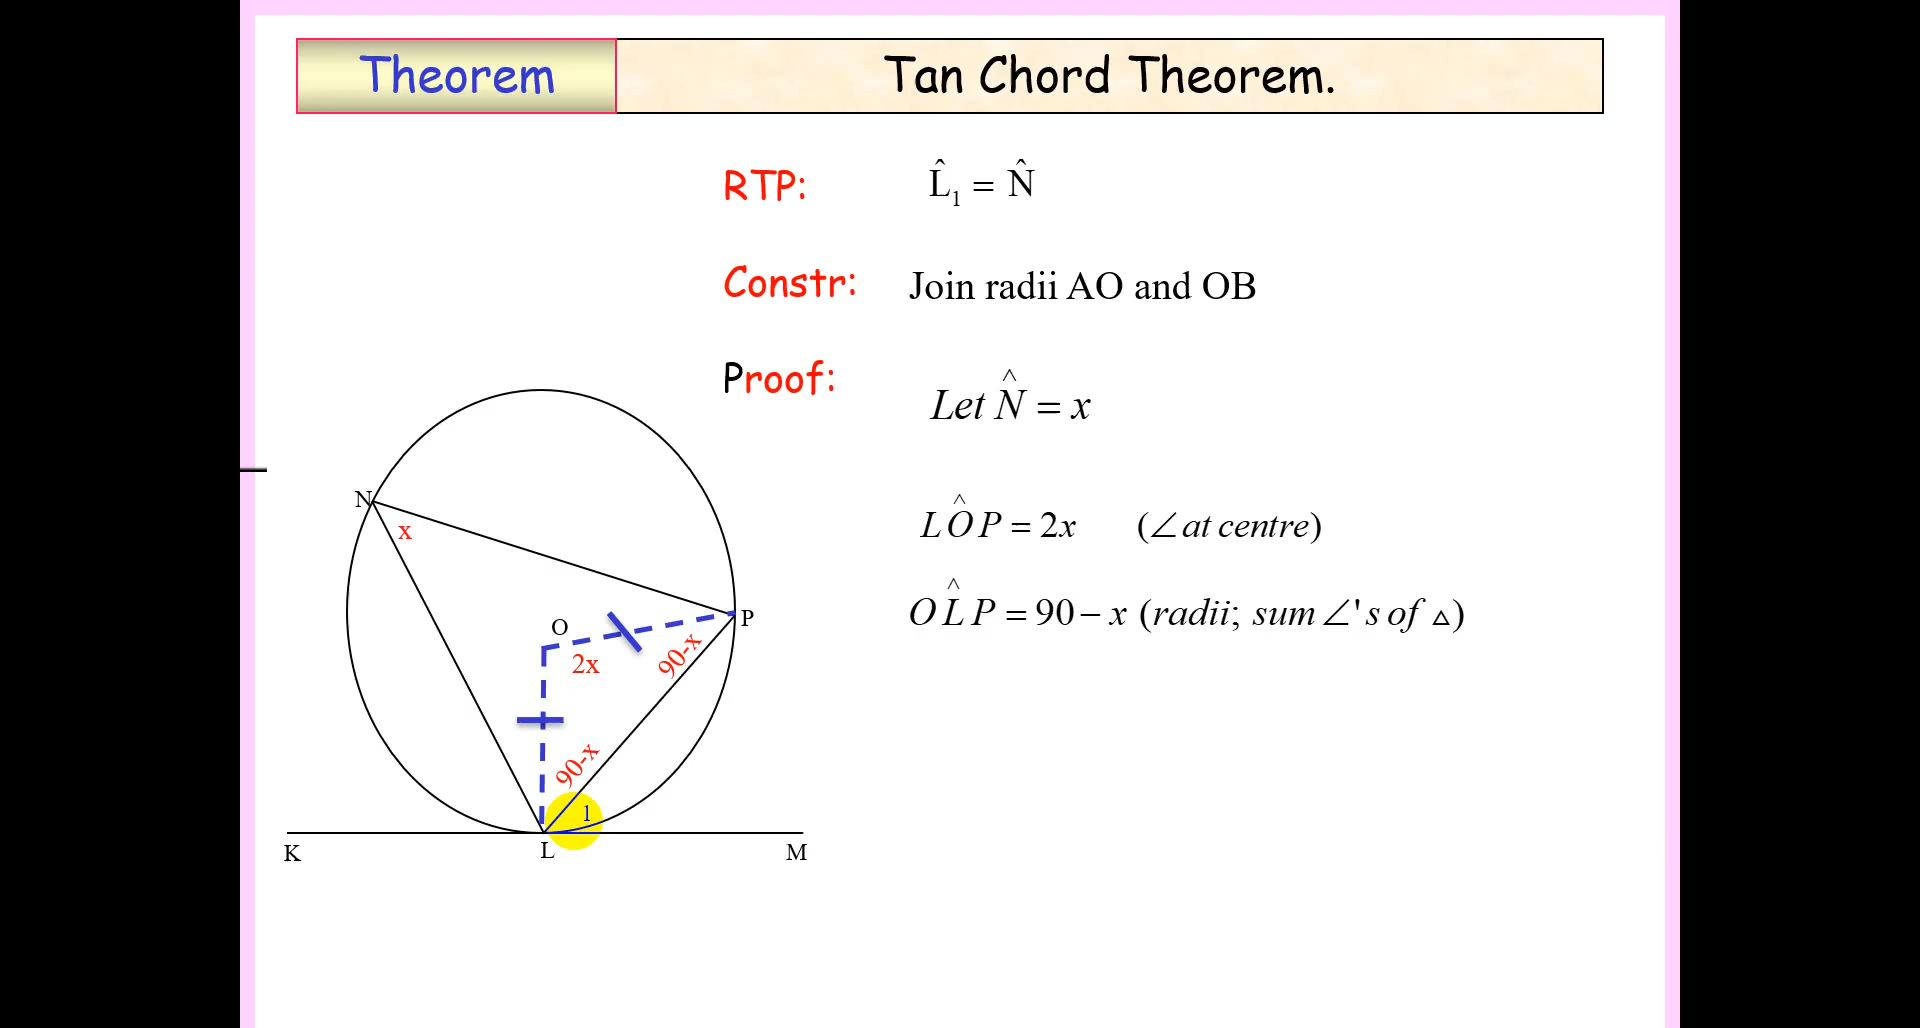 Theorem
Tan Chord Theorem.
RTP: L̂₁ = N̂
Constr: Join radii AO and OB
Proof: Let N̂ = x
LÔP = 2x (∠ at centre)
OL̂P = 90 − x (radii; sum ∠'s of △)
N
x
O
P
2x
90-x
90-x
1
K
L
M